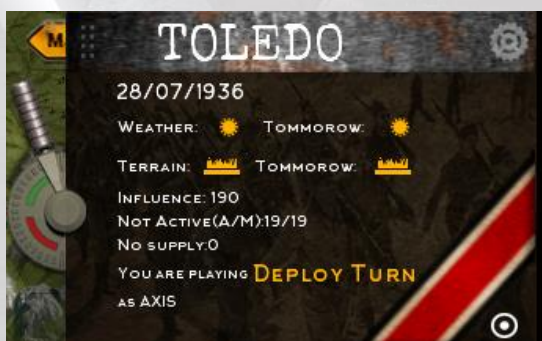 M
TOLEDO
28/07/1936
WEATHER: TOMMOROW:
TERRAIN: TOMMOROW:
INFLUENCE: 190
NOT ACTIVE(A/M):19/19
NO SUPPLY:0
YOU ARE PLAYING DEPLOY TURN
AS AXIS